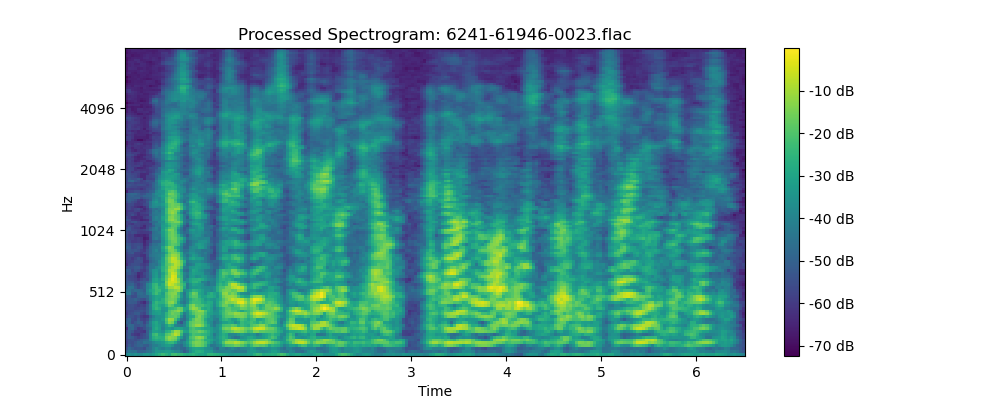 Processed Spectrogram: 6241-61946-0023.flac
Hz
4096
2048
1024
512
0
0 1 2 3 4 5 6
Time
-10 dB
-20 dB
-30 dB
-40 dB
-50 dB
-60 dB
-70 dB